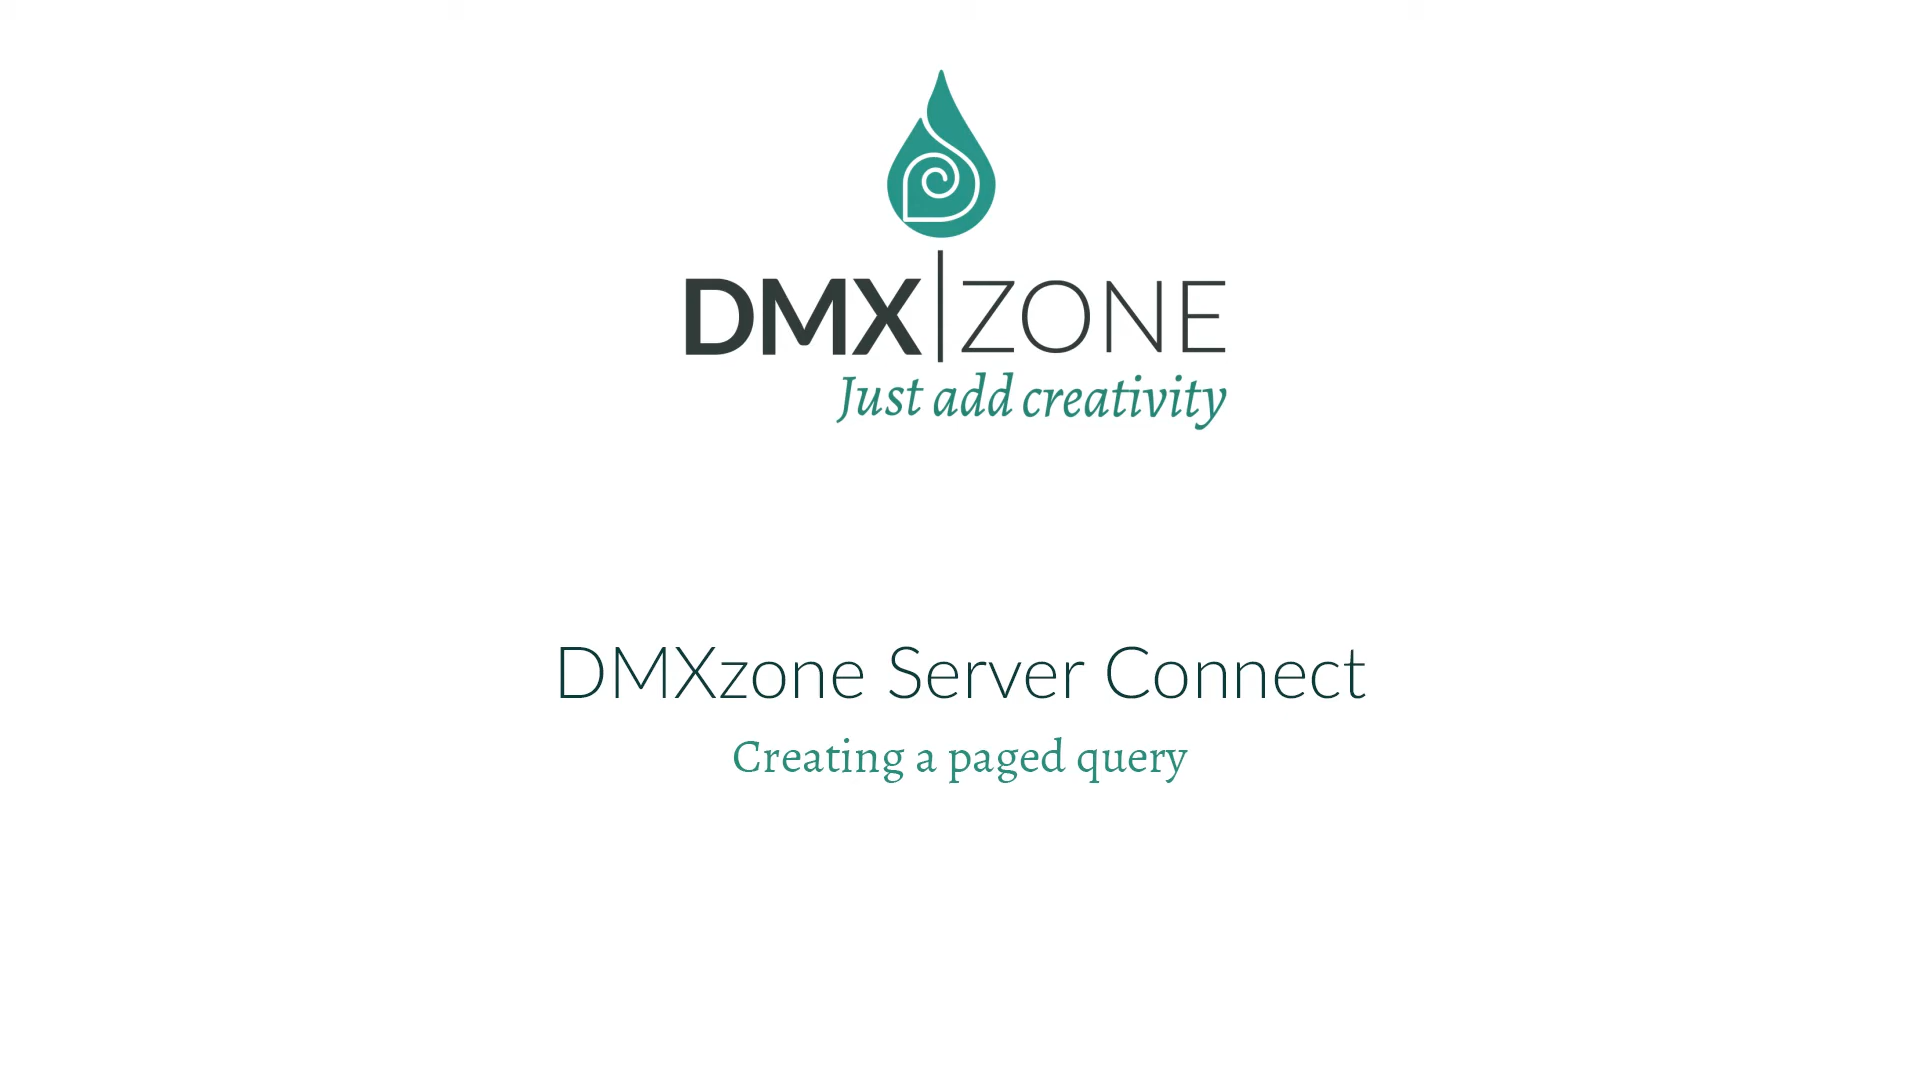 DMX|ZONE
Just add creativity
DMXzone Server Connect
Creating a paged query